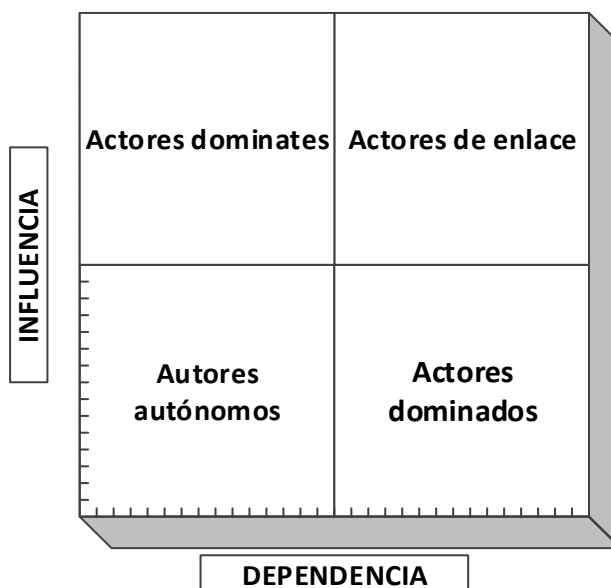 Actores dominates
Actores de enlace
INFLUENCIA
Autores
autónomos
Actores
dominados
DEPENDENCIA